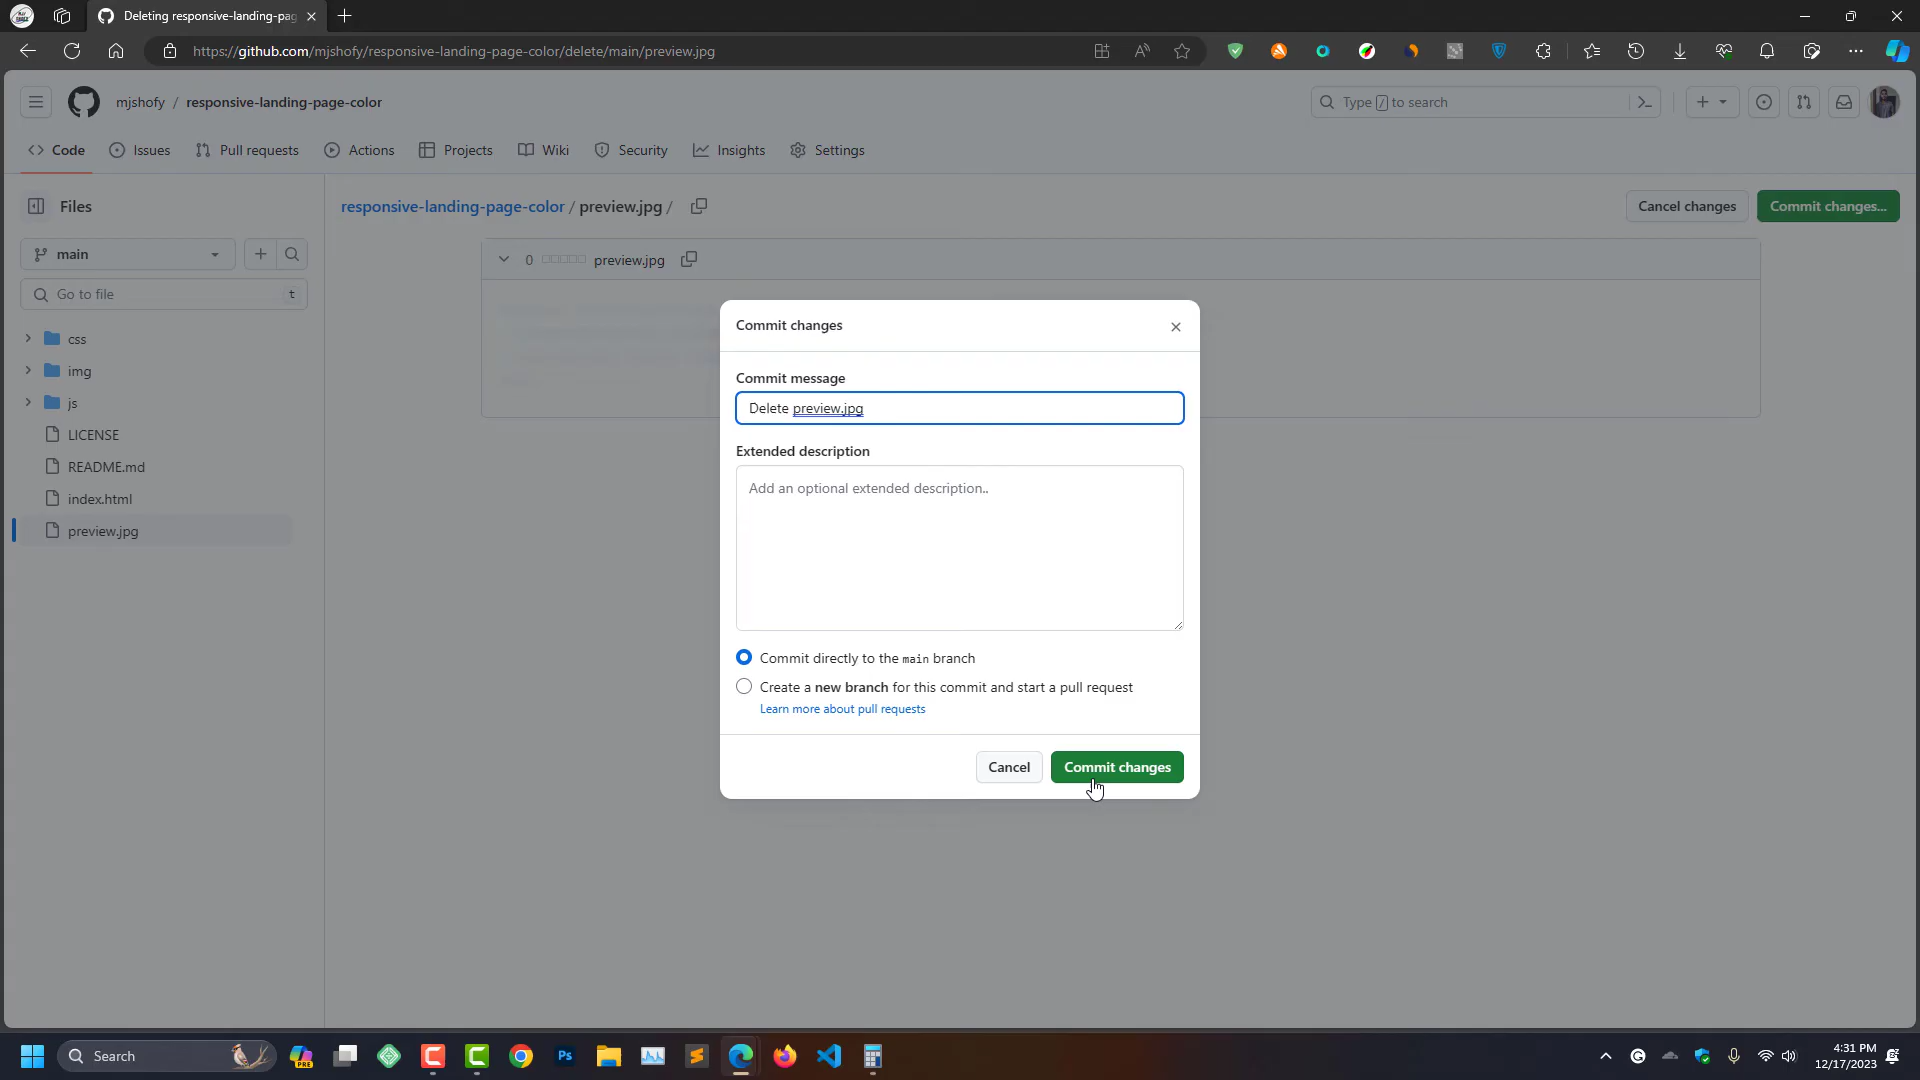 Deleting responsive-landing-pag
https://github.com/mjshofy/responsive-landing-page-color/delete/main/preview.jpg
mjshofy / responsive-landing-page-color
Type / to search
Code Issues Pull requests Actions Projects Wiki Security Insights Settings
Files
responsive-landing-page-color / preview.jpg /
Cancel changes
Commit changes...
main
0 preview.jpg
Go to file t
css
img
js
LICENSE
README.md
index.html
preview.jpg
Commit changes
Commit message
Delete preview.jpg
Extended description
Add an optional extended description..
Commit directly to the main branch
Create a new branch for this commit and start a pull request
Learn more about pull requests
Cancel
Commit changes
Search
PRE
Ps
4:31 PM
12/17/2023